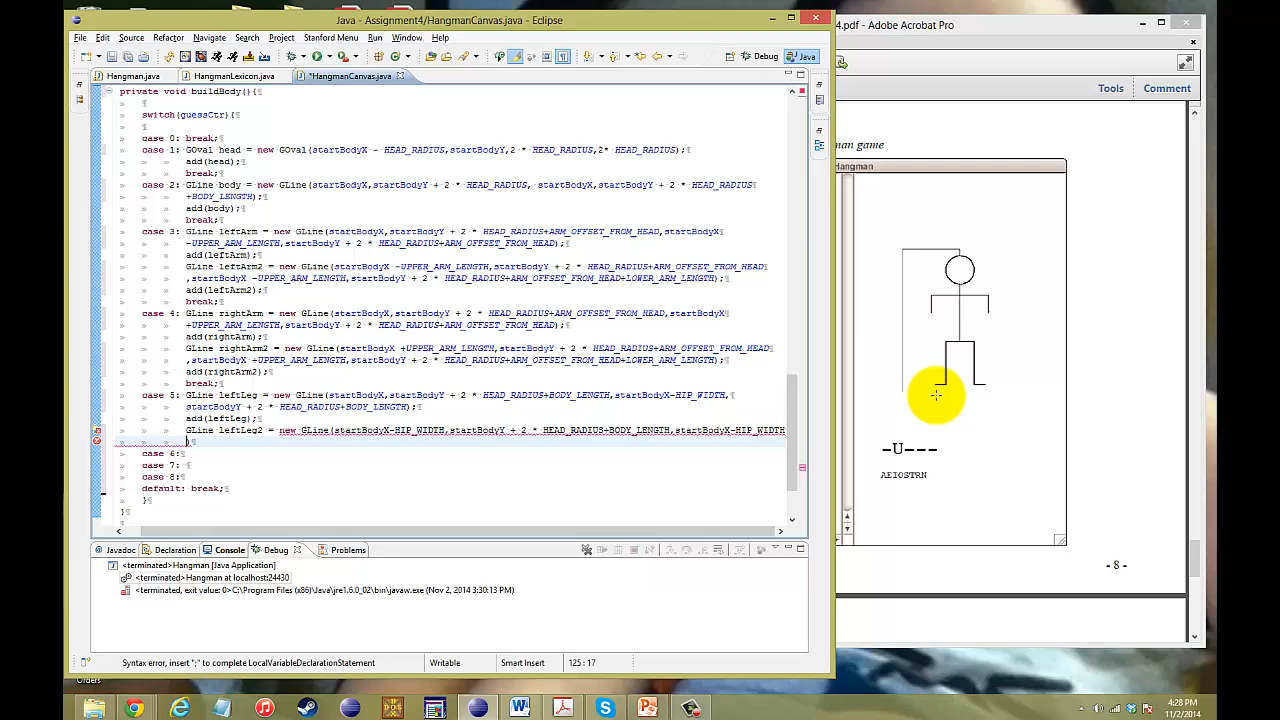 Java - Assignment4/HangmanCanvas.java - Eclipse
4.pdf - Adobe Acrobat Pro
File Edit Source Refactor Navigate Search Project Stanford Menu Run Window Help
Debug Java
Hangman.java HangmanLexicon.java *HangmanCanvas.java
Tools Comment
private void buildBody(){¶
¶
switch(guessCtr){¶
¶
case 0: break;¶
case 1: GOval head = new GOval(startBodyX - HEAD_RADIUS,startBodyY,2 * HEAD_RADIUS,2* HEAD_RADIUS);¶
add(head);¶
break;¶
case 2: GLine body = new GLine(startBodyX,startBodyY + 2 * HEAD_RADIUS, startBodyX,startBodyY + 2 * HEAD_RADIUS¶
+BODY_LENGTH);¶
add(body);¶
break;¶
case 3: GLine leftArm = new GLine(startBodyX,startBodyY + 2 * HEAD_RADIUS+ARM_OFFSET_FROM_HEAD,startBodyX¶
-UPPER_ARM_LENGTH,startBodyY + 2 * HEAD_RADIUS+ARM_OFFSET_FROM_HEAD);¶
add(leftArm);¶
GLine leftArm2 = new GLine(startBodyX -UPPER_ARM_LENGTH,startBodyY + 2 * HEAD_RADIUS+ARM_OFFSET_FROM_HEAD¶
,startBodyX -UPPER_ARM_LENGTH,startBodyY + 2 * HEAD_RADIUS+ARM_OFFSET_FROM_HEAD+LOWER_ARM_LENGTH);¶
add(leftArm2);¶
break;¶
case 4: GLine rightArm = new GLine(startBodyX,startBodyY + 2 * HEAD_RADIUS+ARM_OFFSET_FROM_HEAD,startBodyX¶
+UPPER_ARM_LENGTH,startBodyY + 2 * HEAD_RADIUS+ARM_OFFSET_FROM_HEAD);¶
add(rightArm);¶
GLine rightArm2 = new GLine(startBodyX +UPPER_ARM_LENGTH,startBodyY + 2 * HEAD_RADIUS+ARM_OFFSET_FROM_HEAD¶
,startBodyX +UPPER_ARM_LENGTH,startBodyY + 2 * HEAD_RADIUS+ARM_OFFSET_FROM_HEAD+LOWER_ARM_LENGTH);¶
add(rightArm2);¶
break;¶
case 5: GLine leftLeg = new GLine(startBodyX,startBodyY + 2 * HEAD_RADIUS+BODY_LENGTH,startBodyX-HIP_WIDTH,¶
startBodyY + 2 * HEAD_RADIUS+BODY_LENGTH);¶
add(leftLeg);¶
GLine leftLeg2 = new GLine(startBodyX-HIP_WIDTH,startBodyY + 2 * HEAD_RADIUS+BODY_LENGTH,startBodyX-HIP_WIDTH
)¶
case 6:¶
case 7: ¶
case 8:¶
default: break;¶
}¶
}¶
¶
man game
Hangman
-U---
AEIOSTRN
- 8 -
Javadoc Declaration Console Debug Problems
<terminated>Hangman [Java Application]
<terminated>Hangman at localhost:24430
<terminated, exit value: 0>C:\Program Files (x86)\Java\jre1.6.0_02\bin\javaw.exe (Nov 2, 2014 3:30:13 PM)
Syntax error, insert ";" to complete LocalVariableDeclarationStatement Writable Smart Insert 125 : 17
Orders
4:28 PM
11/2/2014